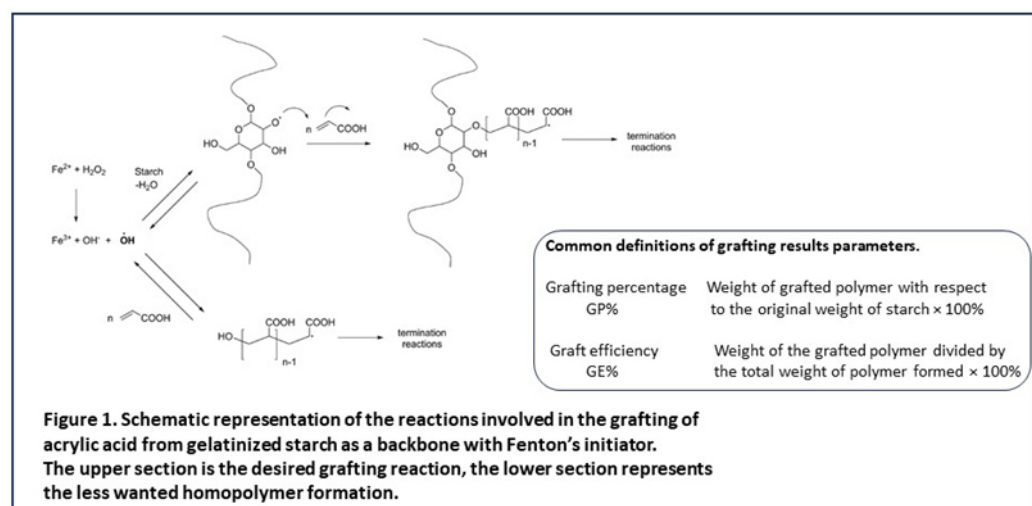 O
O
O•
n
COOH
HO
OH
O
Fe²⁺ + H₂O₂
Starch
-H₂O
Fe³⁺ + OH⁻ + ȮH
COOH
COOH
O
O
O
HO
OH
n-1
O
termination
reactions
n
COOH
COOH
COOH
HO
n-1
termination
reactions
Common definitions of grafting results parameters.
Grafting percentage Weight of grafted polymer with respect
GP% to the original weight of starch × 100%
Graft efficiency Weight of the grafted polymer divided by
GE% the total weight of polymer formed × 100%
Figure 1. Schematic representation of the reactions involved in the grafting of
acrylic acid from gelatinized starch as a backbone with Fenton’s initiator.
The upper section is the desired grafting reaction, the lower section represents
the less wanted homopolymer formation.